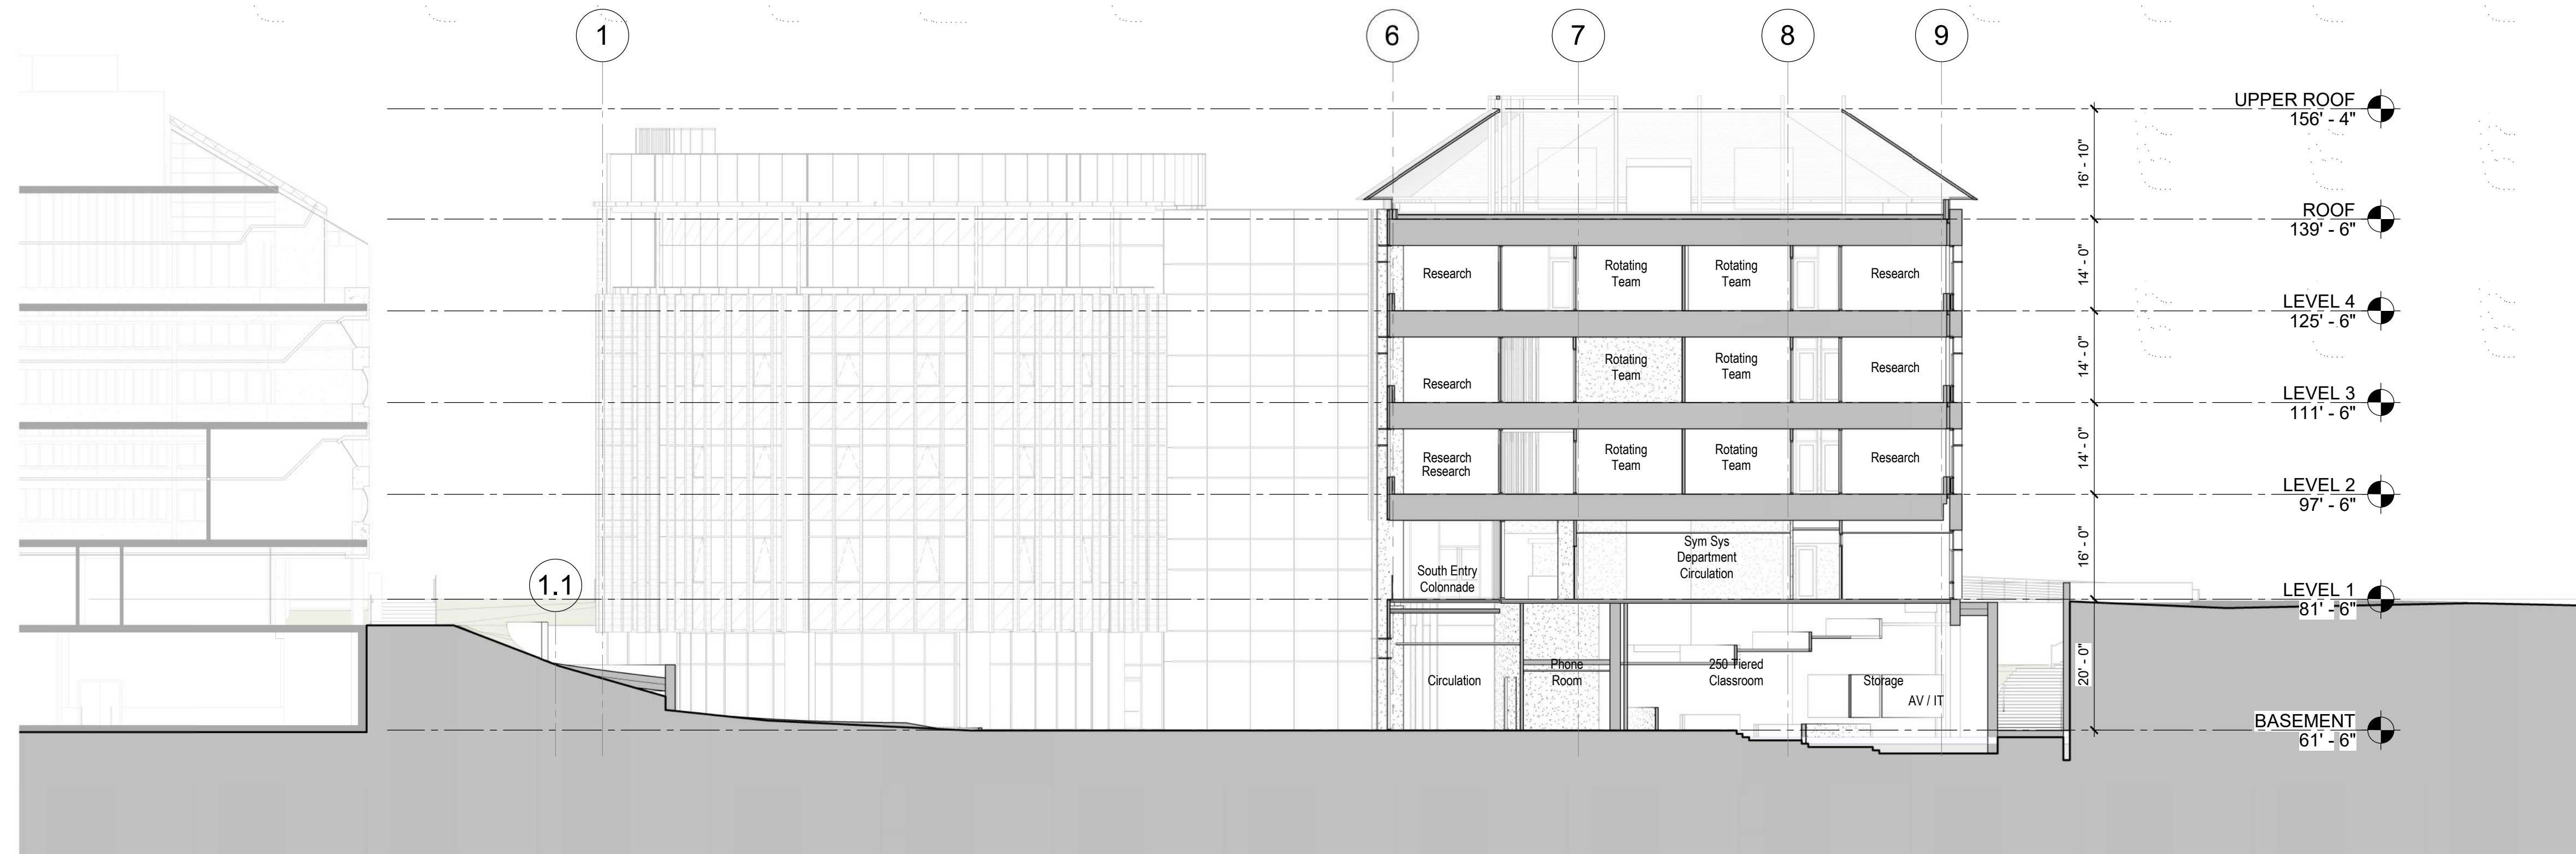 1
6
7
8
9
1.1
UPPER ROOF
156' - 4"
16' - 10"
ROOF
139' - 6"
14' - 0"
LEVEL 4
125' - 6"
14' - 0"
LEVEL 3
111' - 6"
14' - 0"
LEVEL 2
97' - 6"
16' - 0"
LEVEL 1
81' - 6"
20' - 0"
BASEMENT
61' - 6"
Research
Rotating
Team
Rotating
Team
Research
Research
Rotating
Team
Rotating
Team
Research
Research
Research
Rotating
Team
Rotating
Team
Research
South Entry
Colonnade
Sym Sys
Department
Circulation
Circulation
Phone
Room
250 Tiered
Classroom
Storage
AV / IT